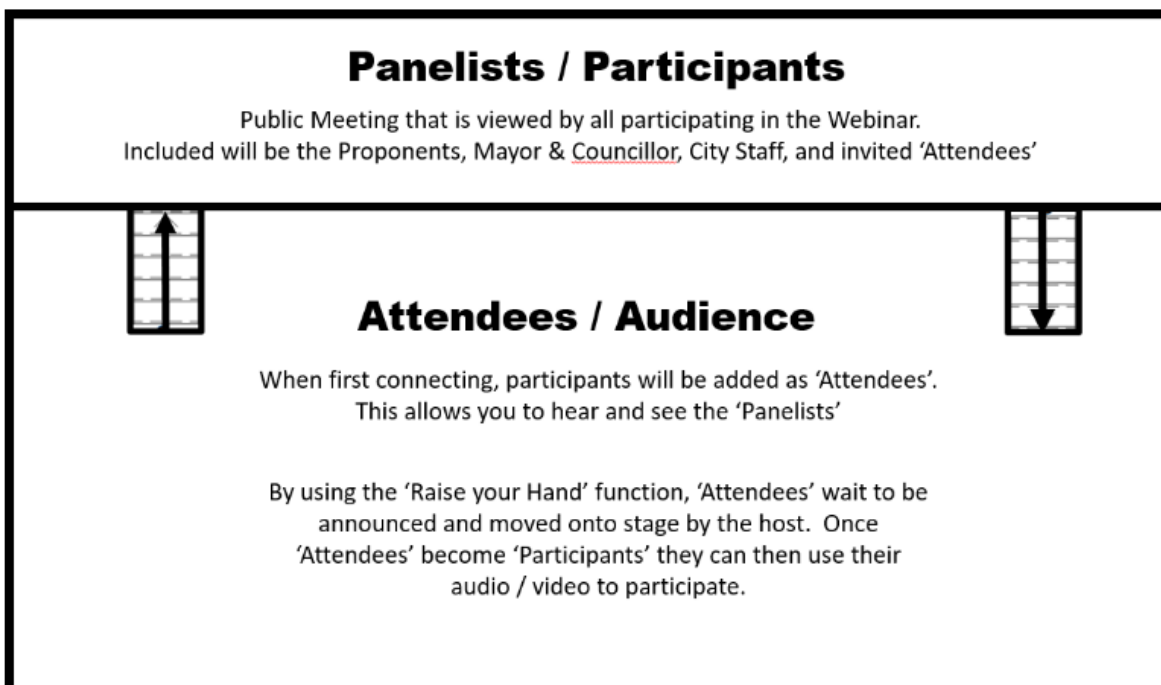 Panelists / Participants
Public Meeting that is viewed by all participating in the Webinar.
Included will be the Proponents, Mayor & Councillor, City Staff, and invited ‘Attendees’
Attendees / Audience
When first connecting, participants will be added as ‘Attendees’.
This allows you to hear and see the ‘Panelists’
By using the ‘Raise your Hand’ function, ‘Attendees’ wait to be
announced and moved onto stage by the host.  Once
‘Attendees’ become ‘Participants’ they can then use their
audio / video to participate.